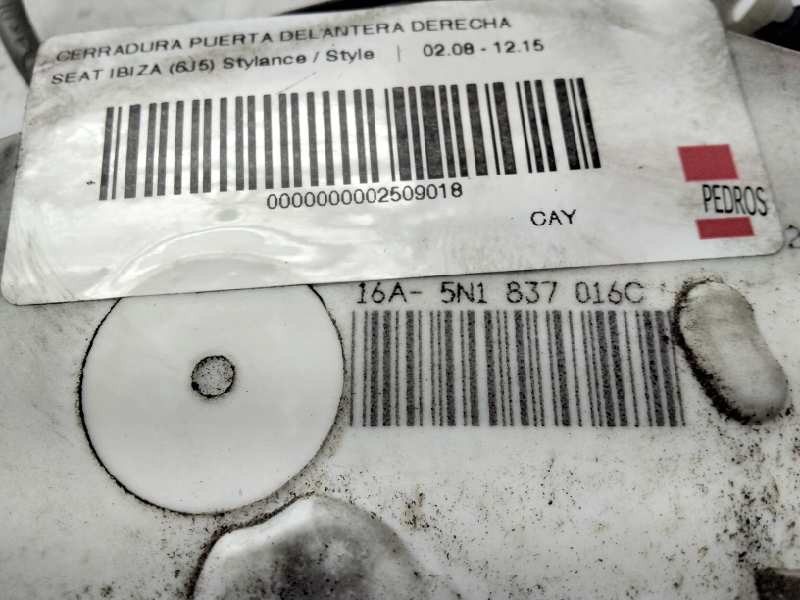 CERRADURA PUERTA DELANTERA DERECHA
SEAT IBIZA (6J5) Stylance / Style | 02.08 - 12.15
0000000002509018
CAY
PEDROS
16A- 5N1 837 016C